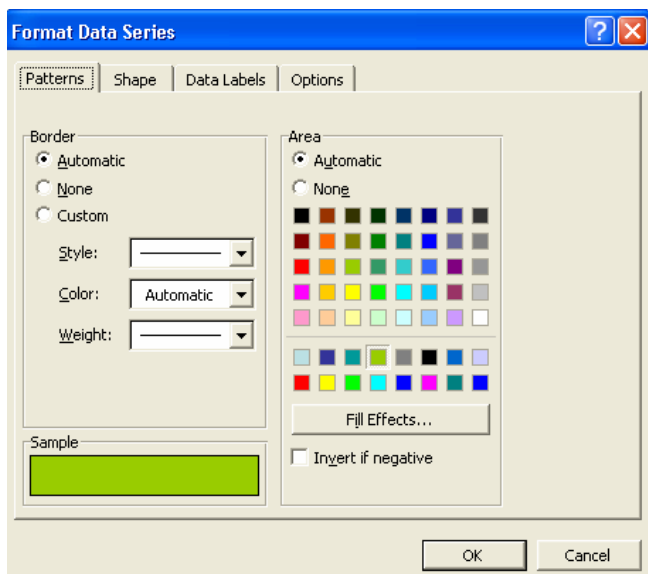 Format Data Series
Patterns Shape Data Labels Options
Border
Automatic
None
Custom
Style:
Color: Automatic
Weight:
Sample
Area
Automatic
None
Fill Effects...
Invert if negative
OK Cancel